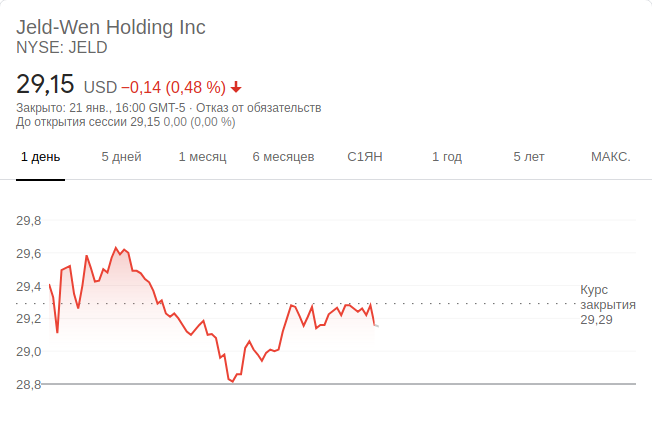 Jeld-Wen Holding Inc
NYSE: JELD
29,15 USD −0,14 (0,48 %)
Закрыто: 21 янв., 16:00 GMT-5 · Отказ от обязательств
До открытия сессии 29,15 0,00 (0,00 %)
1 день 5 дней 1 месяц 6 месяцев С1ЯН 1 год 5 лет МАКС.
29,8
29,6
29,4
Курс
закрытия
29,29
29,2
29,0
28,8